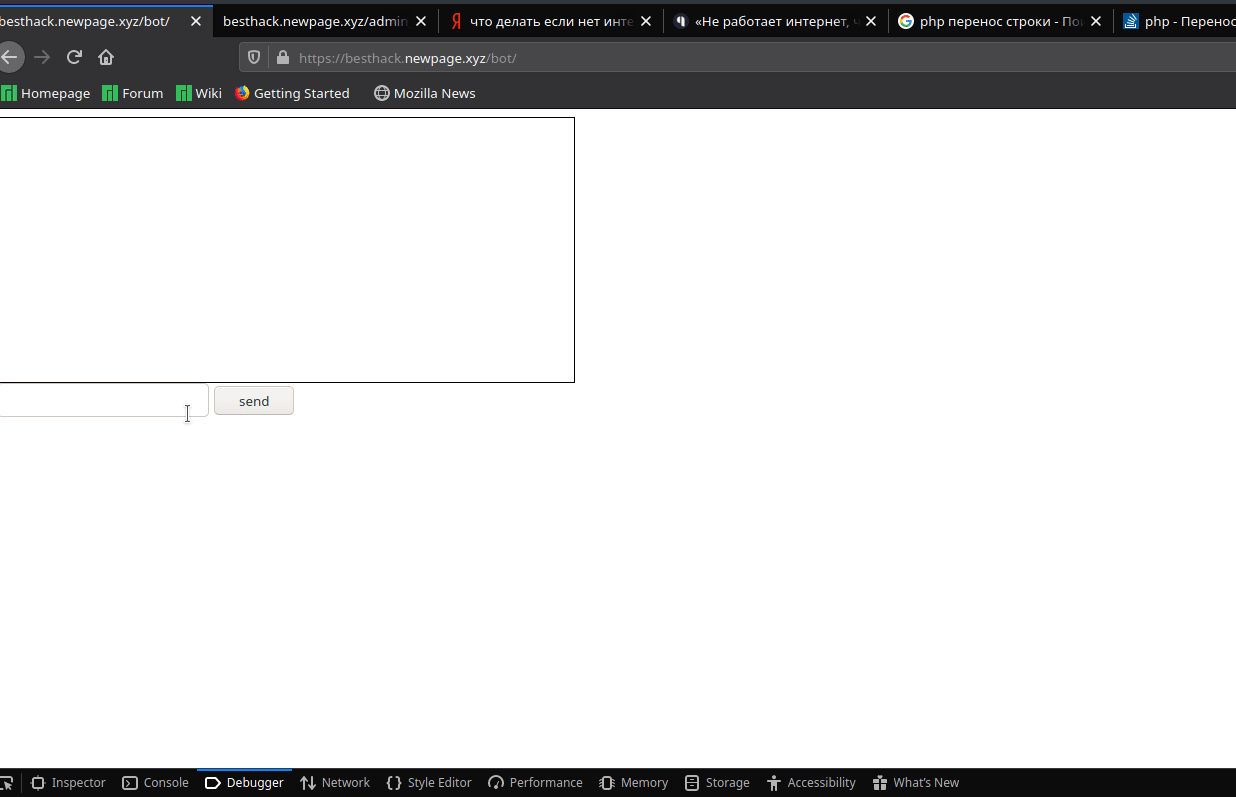 besthack.newpage.xyz/bot/ besthack.newpage.xyz/admin что делать если нет инте «Не работает интернет, ч php перенос строки - Пои php - Перенос
https://besthack.newpage.xyz/bot/
Homepage Forum Wiki Getting Started Mozilla News
send
Inspector Console Debugger Network Style Editor Performance Memory Storage Accessibility What's New